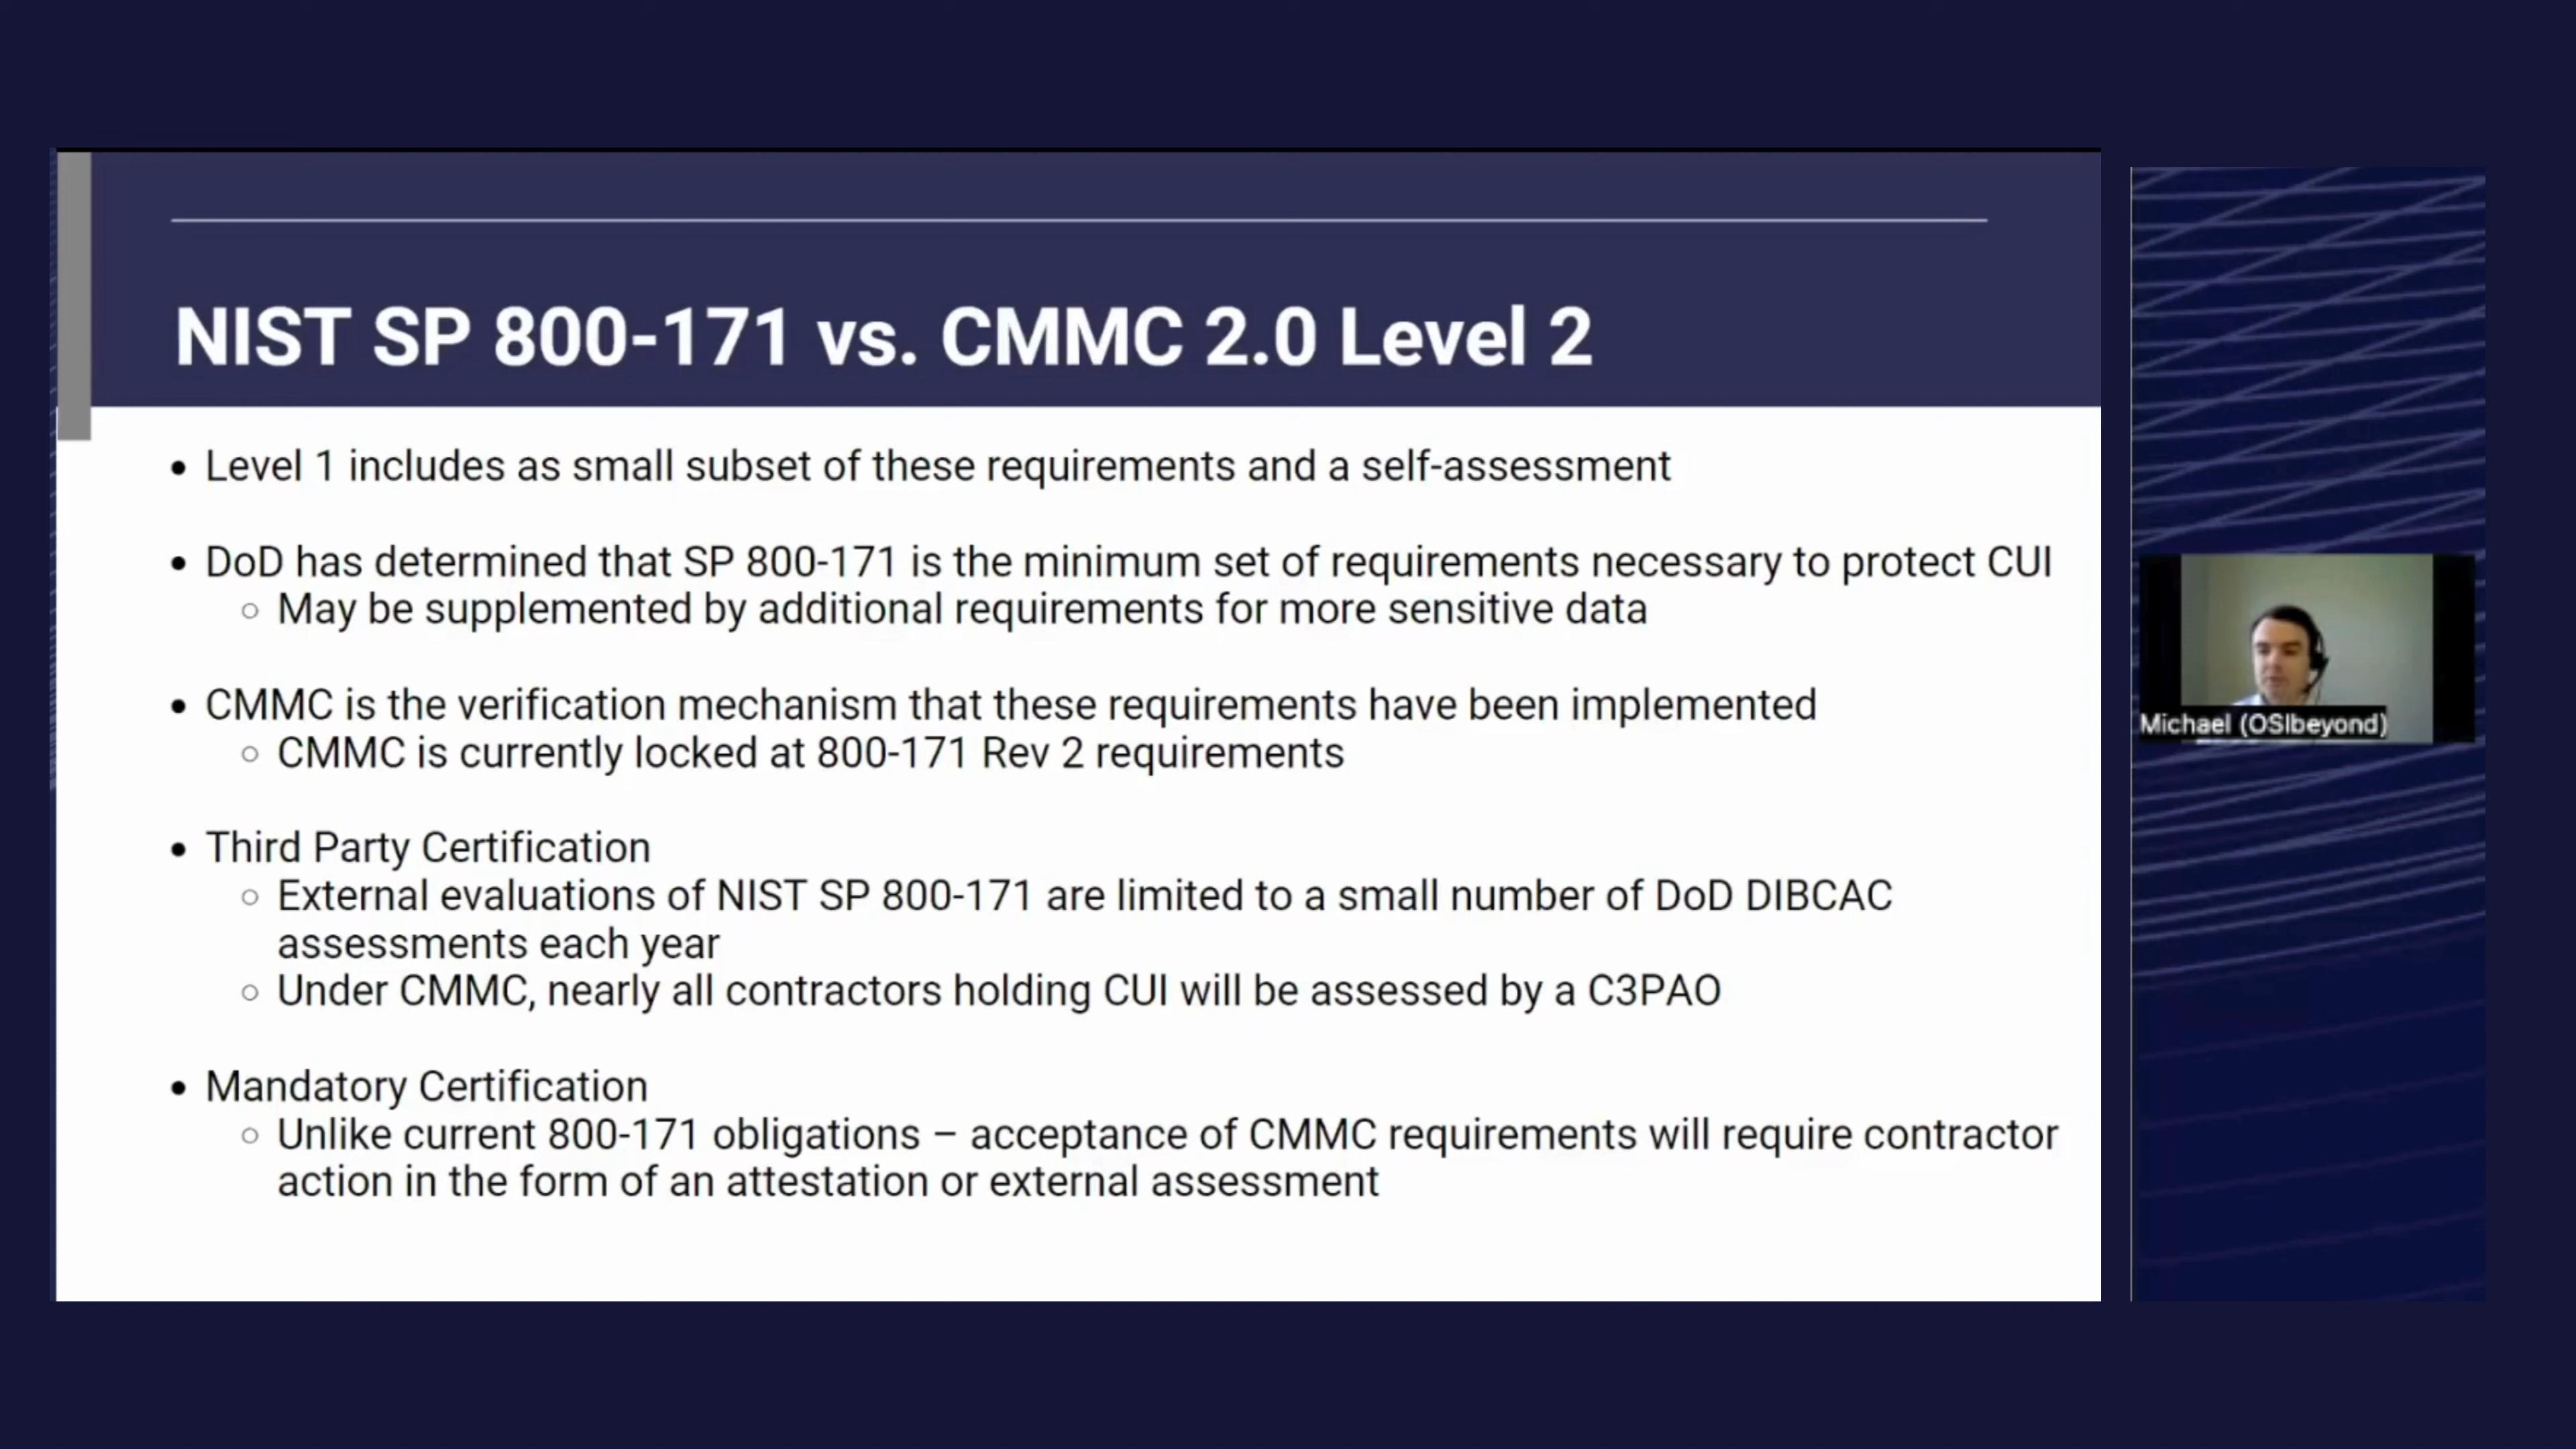 NIST SP 800-171 vs. CMMC 2.0 Level 2
• Level 1 includes as small subset of these requirements and a self-assessment
• DoD has determined that SP 800-171 is the minimum set of requirements necessary to protect CUI
○ May be supplemented by additional requirements for more sensitive data
• CMMC is the verification mechanism that these requirements have been implemented
○ CMMC is currently locked at 800-171 Rev 2 requirements
• Third Party Certification
○ External evaluations of NIST SP 800-171 are limited to a small number of DoD DIBCAC
assessments each year
○ Under CMMC, nearly all contractors holding CUI will be assessed by a C3PAO
• Mandatory Certification
○ Unlike current 800-171 obligations – acceptance of CMMC requirements will require contractor
action in the form of an attestation or external assessment
Michael (OSIbeyond)